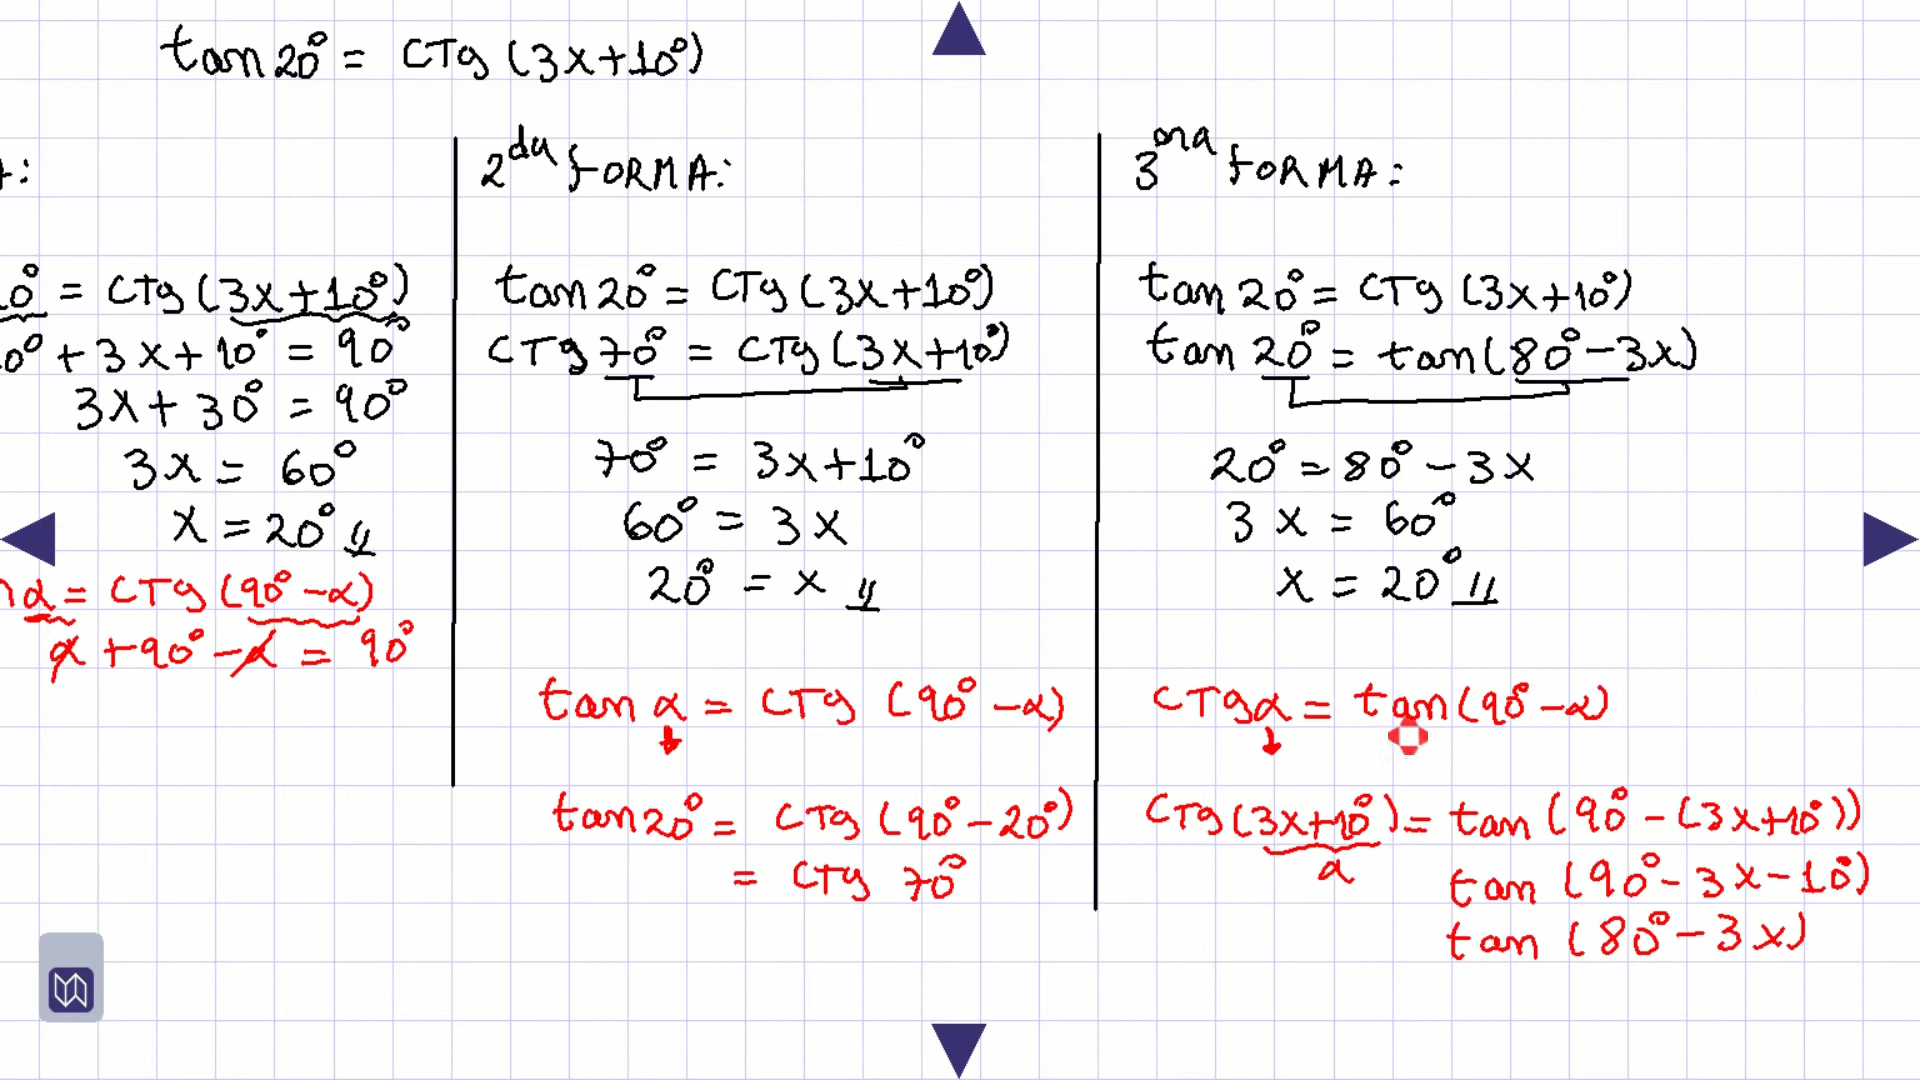 tan 20° = CTg (3x+10°)
A:
0° = CTg (3x+10°)
0° + 3x+10° = 90°
3x + 30° = 90°
3x = 60°
x = 20°
n α = CTg (90° - α)
α + 90° - α = 90°
2da FORMA:
tan 20° = CTg (3x+10°)
CTg 70° = CTg (3x+10°)
70° = 3x+10°
60° = 3x
20° = x
tan α = CTg (90° - α)
tan 20° = CTg (90° - 20°)
= CTg 70°
3ra FORMA:
tan 20° = CTg (3x+10°)
tan 20° = tan (80° - 3x)
20° = 80° - 3x
3x = 60°
x = 20°
CTg α = tan (90° - α)
CTg (3x+10°) = tan (90° - (3x+10°))
α
tan (90° - 3x - 10°)
tan (80° - 3x)